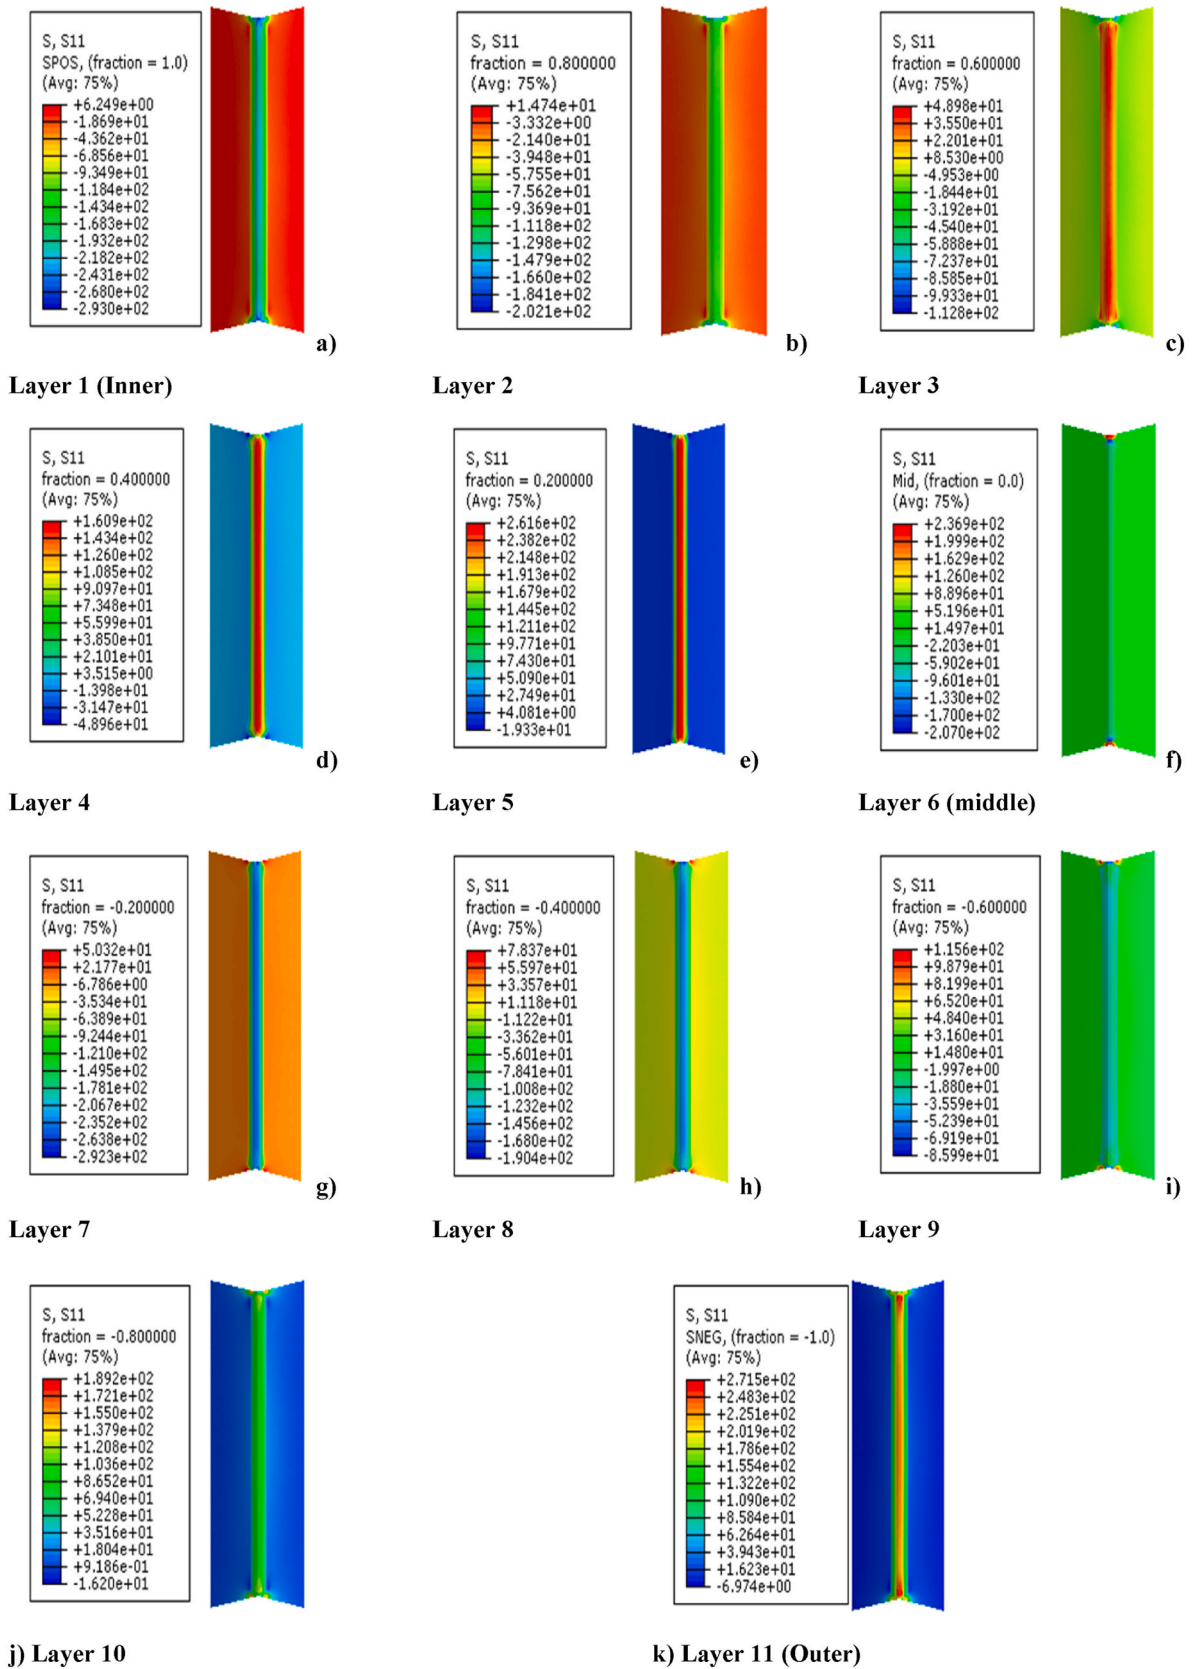 S, S11
SPOS, (fraction = 1.0)
(Avg: 75%)
+6.249e+00
-1.869e+01
-4.362e+01
-6.856e+01
-9.349e+01
-1.184e+02
-1.434e+02
-1.683e+02
-1.932e+02
-2.182e+02
-2.431e+02
-2.680e+02
-2.930e+02
a)
Layer 1 (Inner)
S, S11
fraction = 0.800000
(Avg: 75%)
+1.474e+01
-3.332e+00
-2.140e+01
-3.948e+01
-5.755e+01
-7.562e+01
-9.369e+01
-1.118e+02
-1.298e+02
-1.479e+02
-1.660e+02
-1.841e+02
-2.021e+02
b)
Layer 2
S, S11
fraction = 0.600000
(Avg: 75%)
+4.898e+01
+3.550e+01
+2.201e+01
+8.530e+00
-4.953e+00
-1.844e+01
-3.192e+01
-4.540e+01
-5.888e+01
-7.237e+01
-8.585e+01
-9.933e+01
-1.128e+02
c)
Layer 3
S, S11
fraction = 0.400000
(Avg: 75%)
+1.609e+02
+1.434e+02
+1.260e+02
+1.085e+02
+9.097e+01
+7.348e+01
+5.599e+01
+3.850e+01
+2.101e+01
+3.515e+00
-1.398e+01
-3.147e+01
-4.896e+01
d)
Layer 4
S, S11
fraction = 0.200000
(Avg: 75%)
+2.616e+02
+2.382e+02
+2.148e+02
+1.913e+02
+1.679e+02
+1.445e+02
+1.211e+02
+9.771e+01
+7.430e+01
+5.090e+01
+2.749e+01
+4.081e+00
-1.933e+01
e)
Layer 5
S, S11
Mid, (fraction = 0.0)
(Avg: 75%)
+2.369e+02
+1.999e+02
+1.629e+02
+1.260e+02
+8.896e+01
+5.196e+01
+1.497e+01
-2.203e+01
-5.902e+01
-9.601e+01
-1.330e+02
-1.700e+02
-2.070e+02
f)
Layer 6 (middle)
S, S11
fraction = -0.200000
(Avg: 75%)
+5.032e+01
+2.177e+01
-6.786e+00
-3.534e+01
-6.389e+01
-9.244e+01
-1.210e+02
-1.495e+02
-1.781e+02
-2.067e+02
-2.352e+02
-2.638e+02
-2.923e+02
g)
Layer 7
S, S11
fraction = -0.400000
(Avg: 75%)
+7.837e+01
+5.597e+01
+3.357e+01
+1.118e+01
-1.122e+01
-3.362e+01
-5.601e+01
-7.841e+01
-1.008e+02
-1.232e+02
-1.456e+02
-1.680e+02
-1.904e+02
h)
Layer 8
S, S11
fraction = -0.600000
(Avg: 75%)
+1.156e+02
+9.879e+01
+8.199e+01
+6.520e+01
+4.840e+01
+3.160e+01
+1.480e+01
-1.997e+00
-1.880e+01
-3.559e+01
-5.239e+01
-6.919e+01
-8.599e+01
i)
Layer 9
S, S11
fraction = -0.800000
(Avg: 75%)
+1.892e+02
+1.721e+02
+1.550e+02
+1.379e+02
+1.208e+02
+1.036e+02
+8.652e+01
+6.940e+01
+5.228e+01
+3.516e+01
+1.804e+01
+9.186e-01
-1.620e+01
j) Layer 10
S, S11
SNEG, (fraction = -1.0)
(Avg: 75%)
+2.715e+02
+2.483e+02
+2.251e+02
+2.019e+02
+1.786e+02
+1.554e+02
+1.322e+02
+1.090e+02
+8.584e+01
+6.264e+01
+3.943e+01
+1.623e+01
-6.974e+00
k) Layer 11 (Outer)